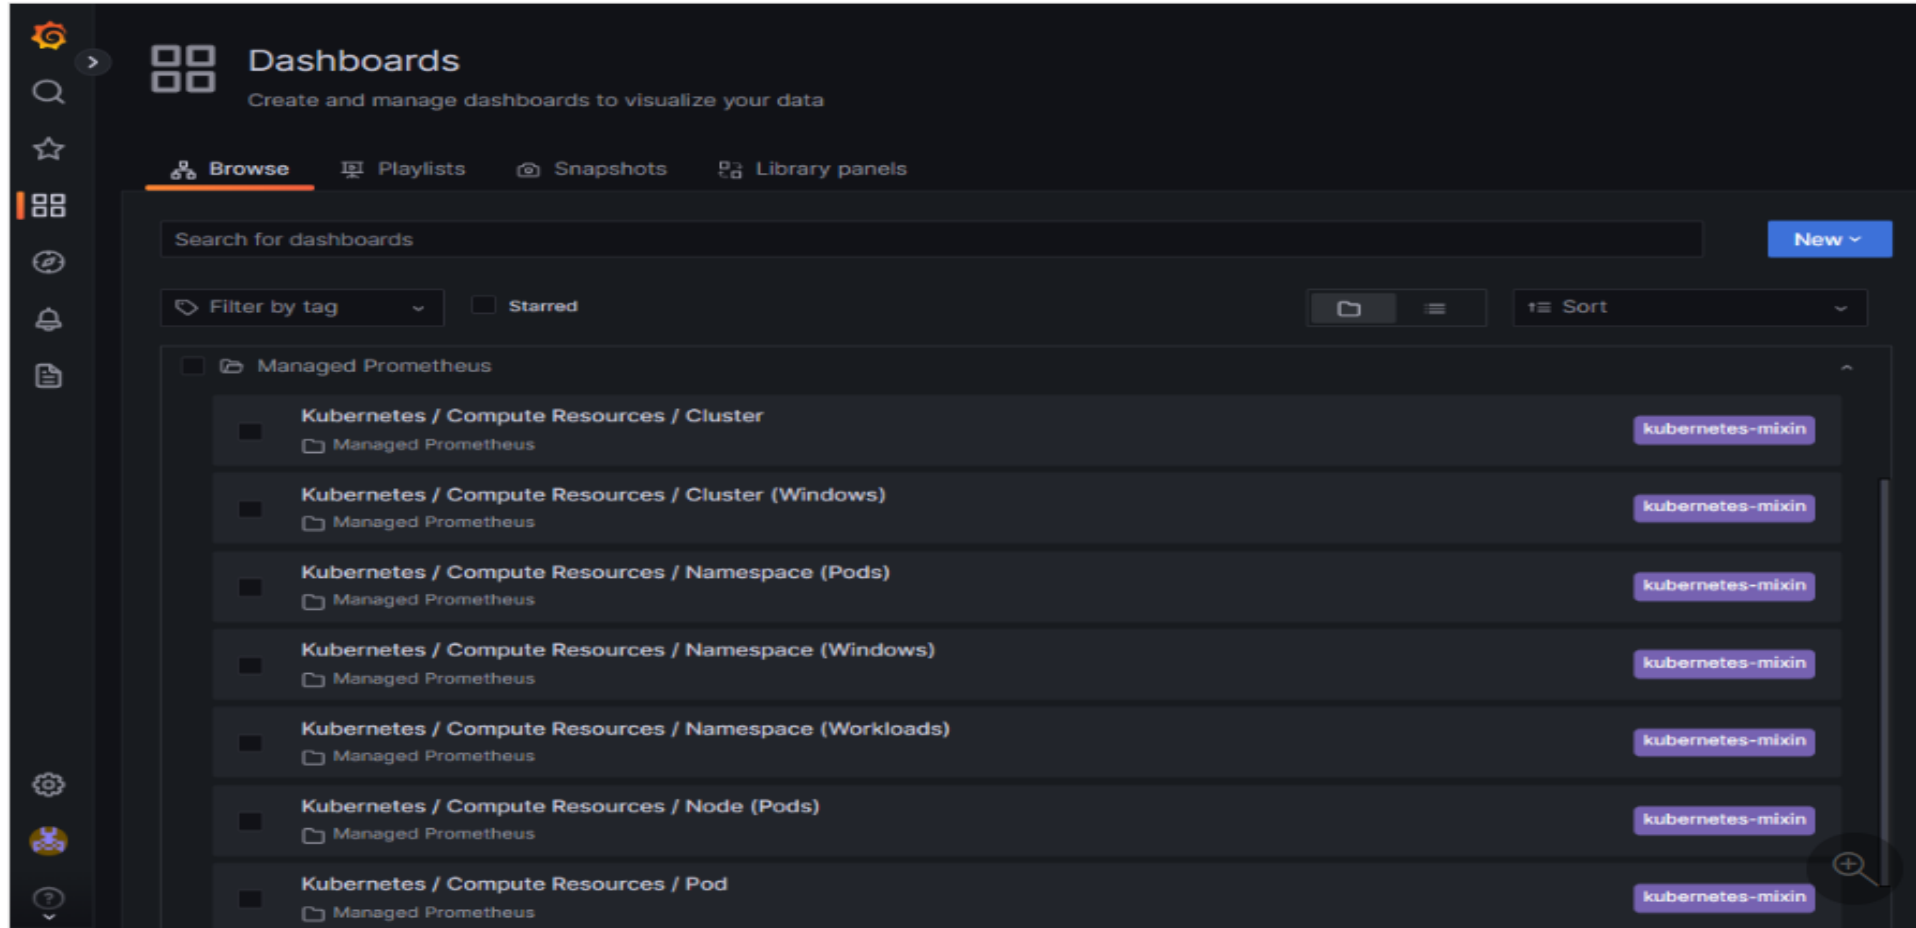 Dashboards
Create and manage dashboards to visualize your data
Browse Playlists Snapshots Library panels
Search for dashboards New
Filter by tag Starred Sort
Managed Prometheus
Kubernetes / Compute Resources / Cluster kubernetes-mixin
Managed Prometheus
Kubernetes / Compute Resources / Cluster (Windows) kubernetes-mixin
Managed Prometheus
Kubernetes / Compute Resources / Namespace (Pods) kubernetes-mixin
Managed Prometheus
Kubernetes / Compute Resources / Namespace (Windows) kubernetes-mixin
Managed Prometheus
Kubernetes / Compute Resources / Namespace (Workloads) kubernetes-mixin
Managed Prometheus
Kubernetes / Compute Resources / Node (Pods) kubernetes-mixin
Managed Prometheus
Kubernetes / Compute Resources / Pod kubernetes-mixin
Managed Prometheus